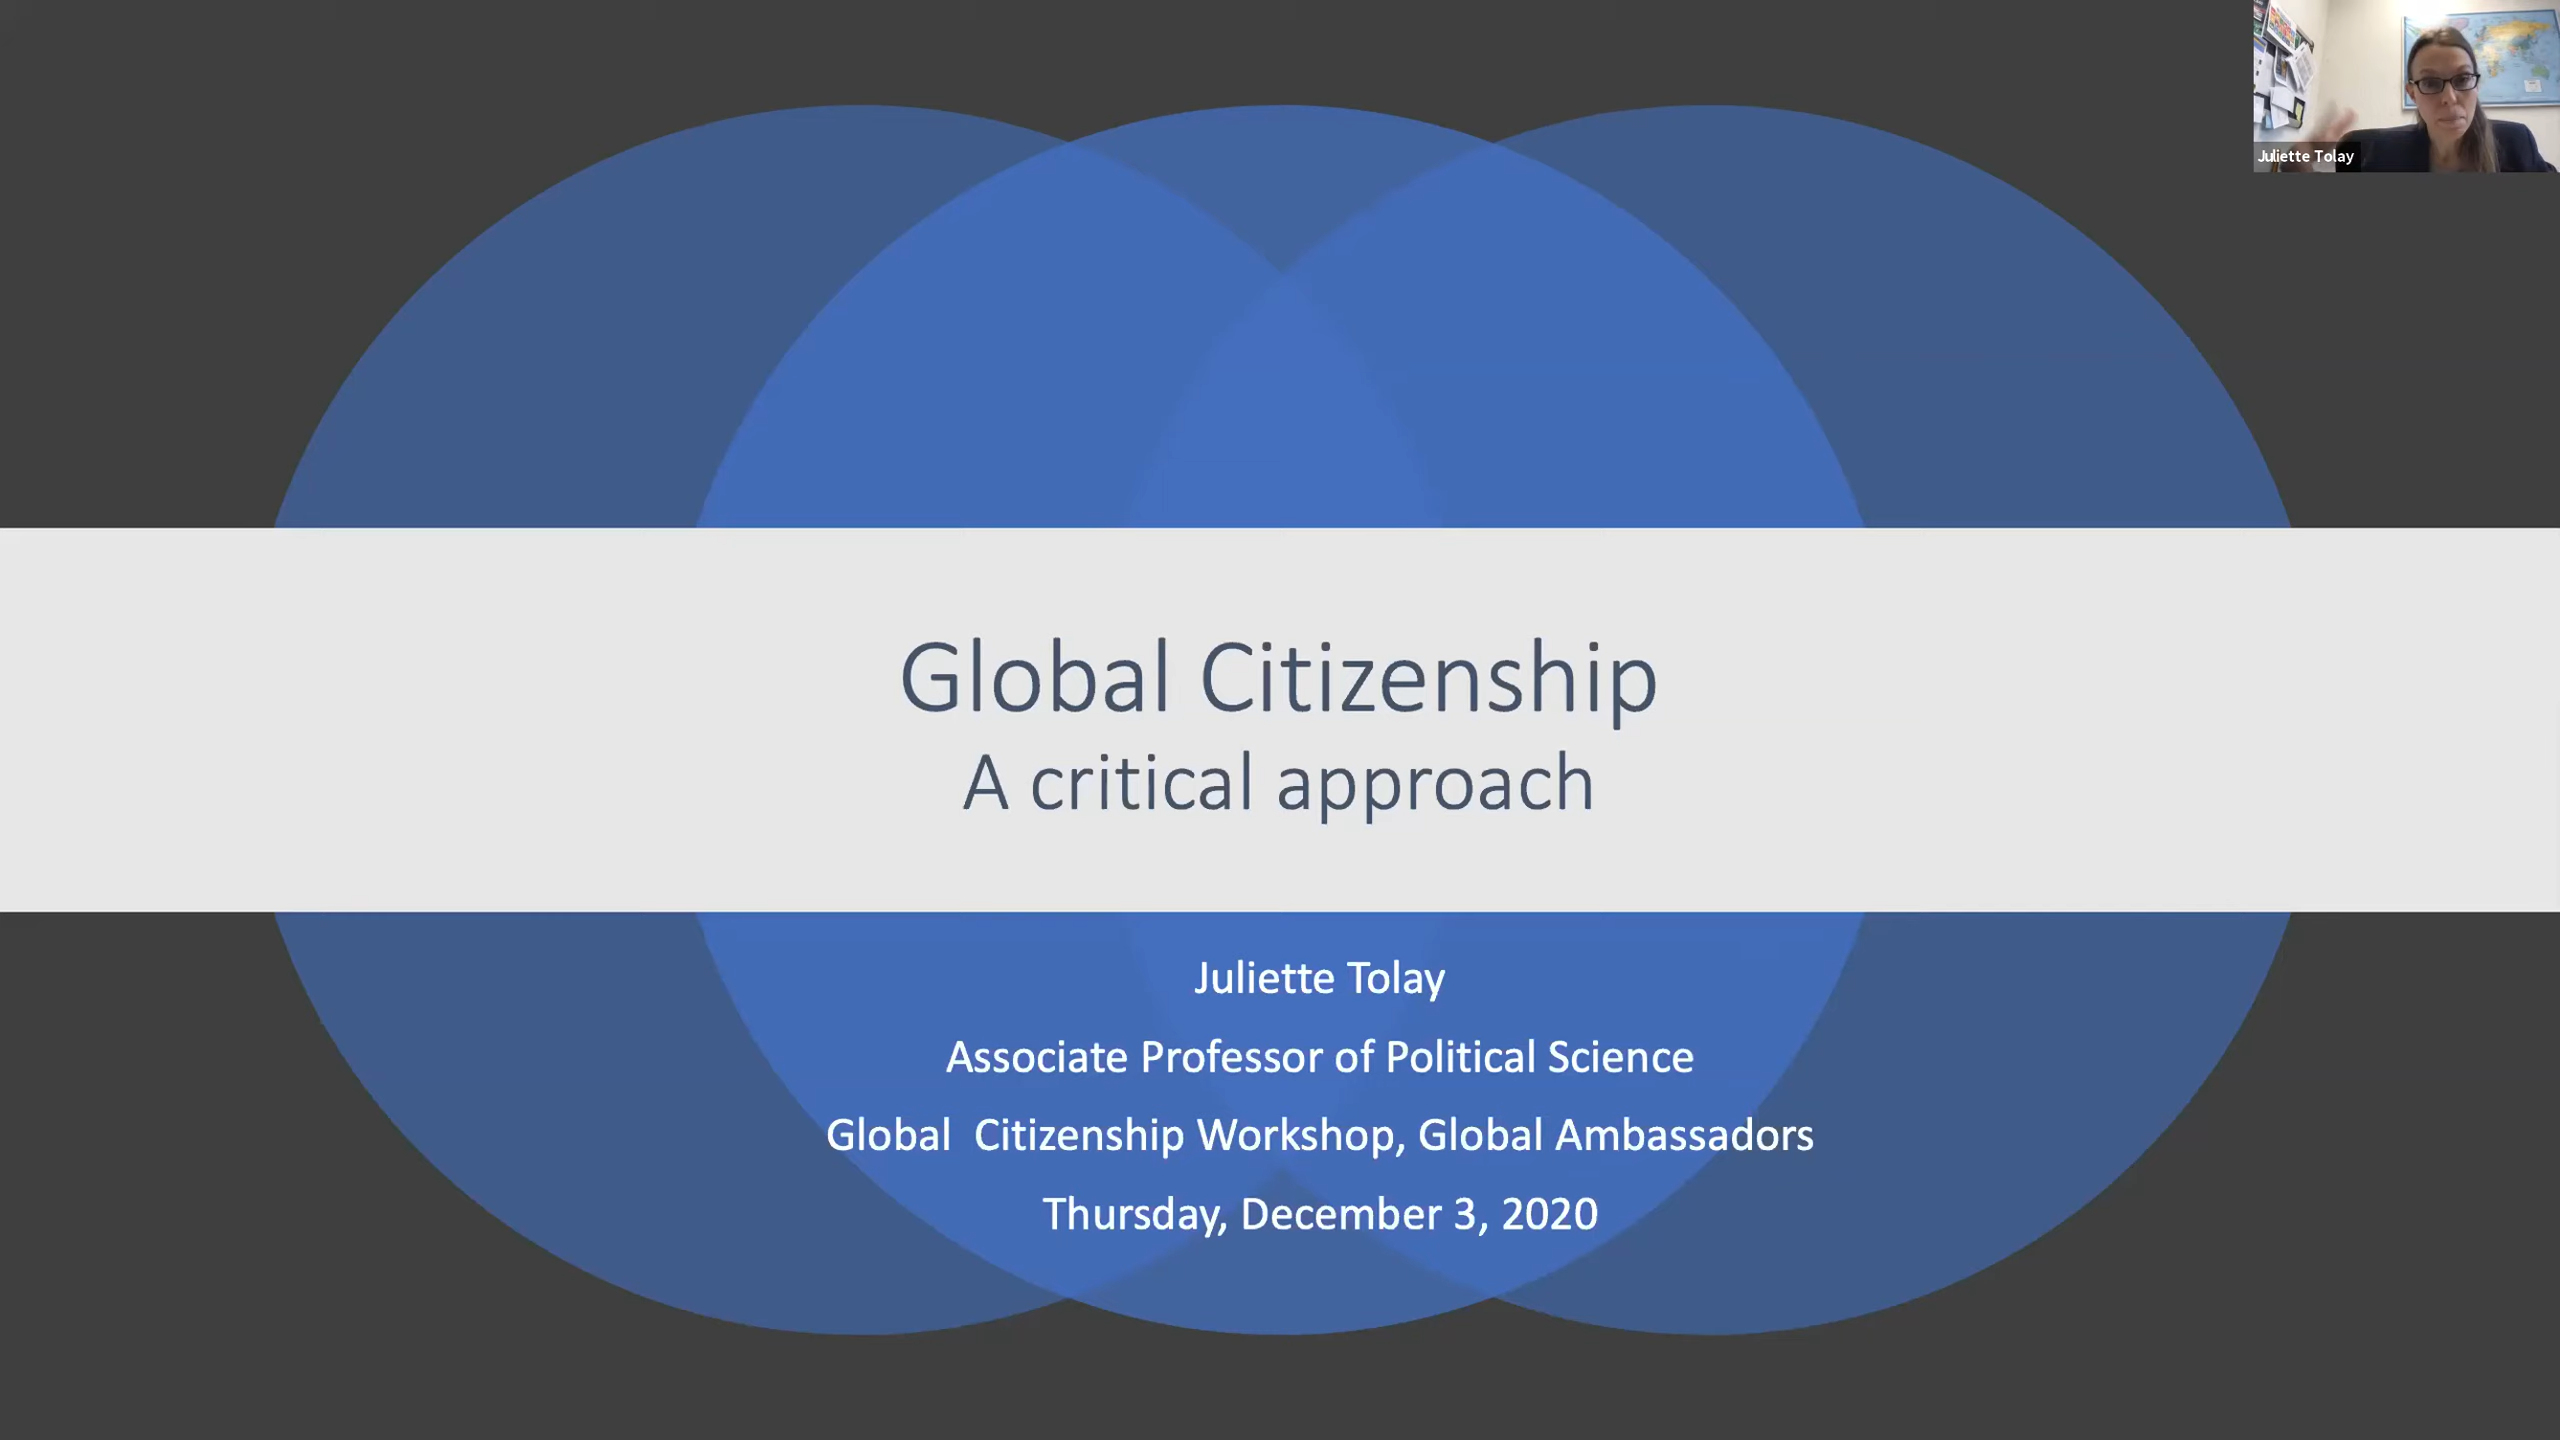 Juliette Tolay
Global Citizenship
A critical approach
Juliette Tolay
Associate Professor of Political Science
Global  Citizenship Workshop, Global Ambassadors
Thursday, December 3, 2020